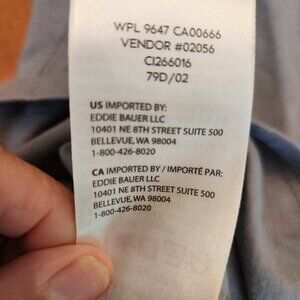 WPL 9647 CA00666
VENDOR #02056
CI266016
79D/02
US IMPORTED BY:
EDDIE BAUER LLC
10401 NE 8TH STREET SUITE 500
BELLEVUE, WA 98004
1-800-426-8020
CA IMPORTED BY / IMPORTÉ PAR:
EDDIE BAUER LLC
10401 NE 8TH STREET SUITE 500
BELLEVUE, WA 98004
1-800-426-8020